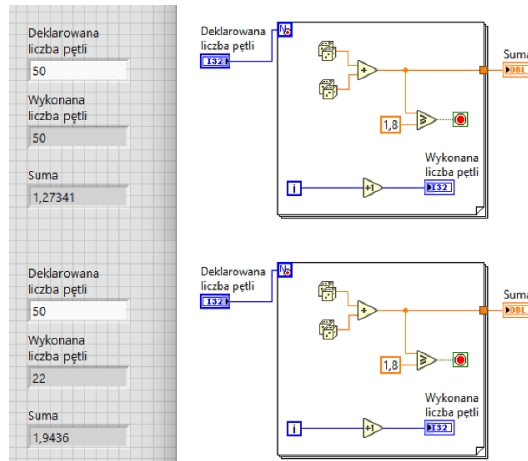 Deklarowana
liczba pętli
50
Wykonana
liczba pętli
50
Suma
1,27341
Deklarowana
liczba pętli
I32
N
+
1,8
≥
Suma
DBL
Wykonana
liczba pętli
i
+1
I32
Deklarowana
liczba pętli
50
Wykonana
liczba pętli
22
Suma
1,9436
Deklarowana
liczba pętli
I32
N
+
1,8
≥
Suma
DBL
Wykonana
liczba pętli
i
+1
I32